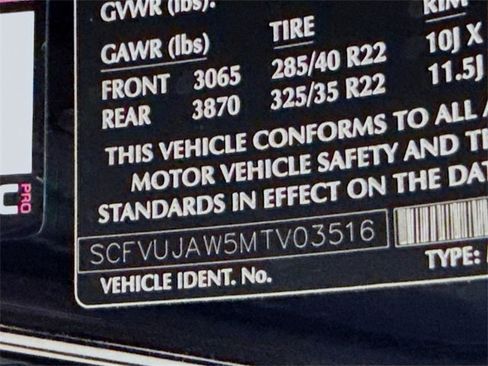 GVWR (lbs).
GAWR (lbs) TIRE RIM
FRONT 3065 285/40 R22 10J X
REAR 3870 325/35 R22 11.5J
THIS VEHICLE CONFORMS TO ALL A
MOTOR VEHICLE SAFETY AND
STANDARDS IN EFFECT ON THE DAT
SCFVUJAW5MTV03516
VEHICLE IDENT. No. TYPE:
PRO